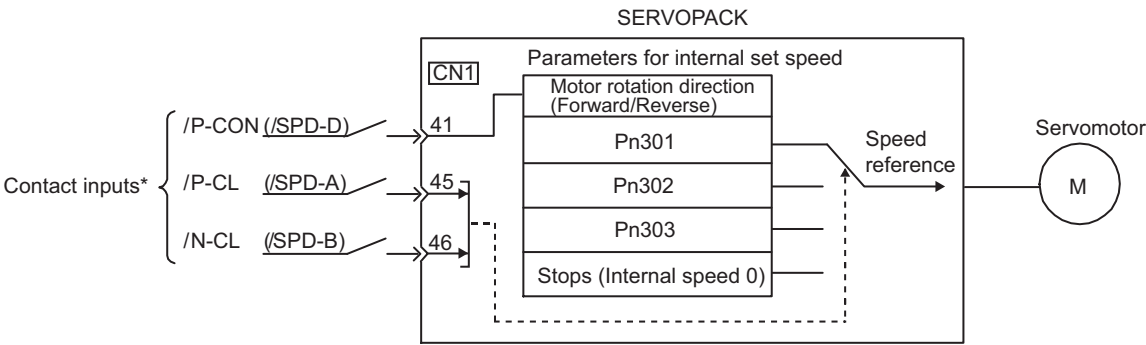 SERVOPACK
Parameters for internal set speed
CN1
Motor rotation direction
(Forward/Reverse)
/P-CON (/SPD-D)
41
Pn301
Speed
reference
Servomotor
Contact inputs*
/P-CL (/SPD-A)
45
Pn302
M
/N-CL (/SPD-B)
46
Pn303
Stops (Internal speed 0)